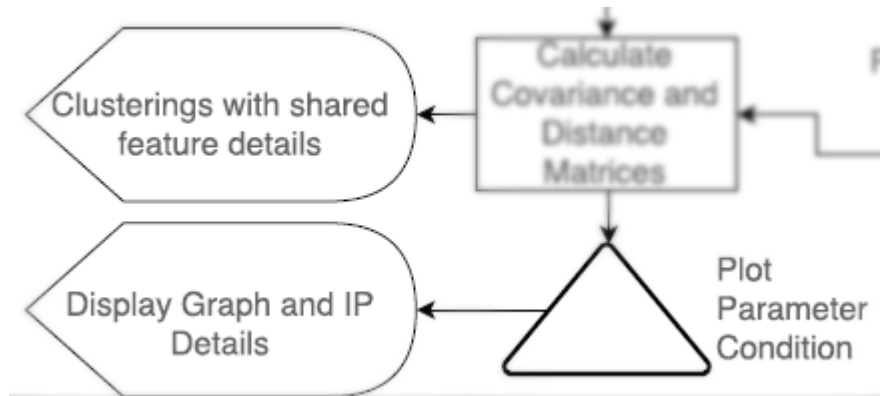 Calculate
Covariance and
Distance
Matrices
Clusterings with shared
feature details
Display Graph and IP
Details
Plot
Parameter
Condition